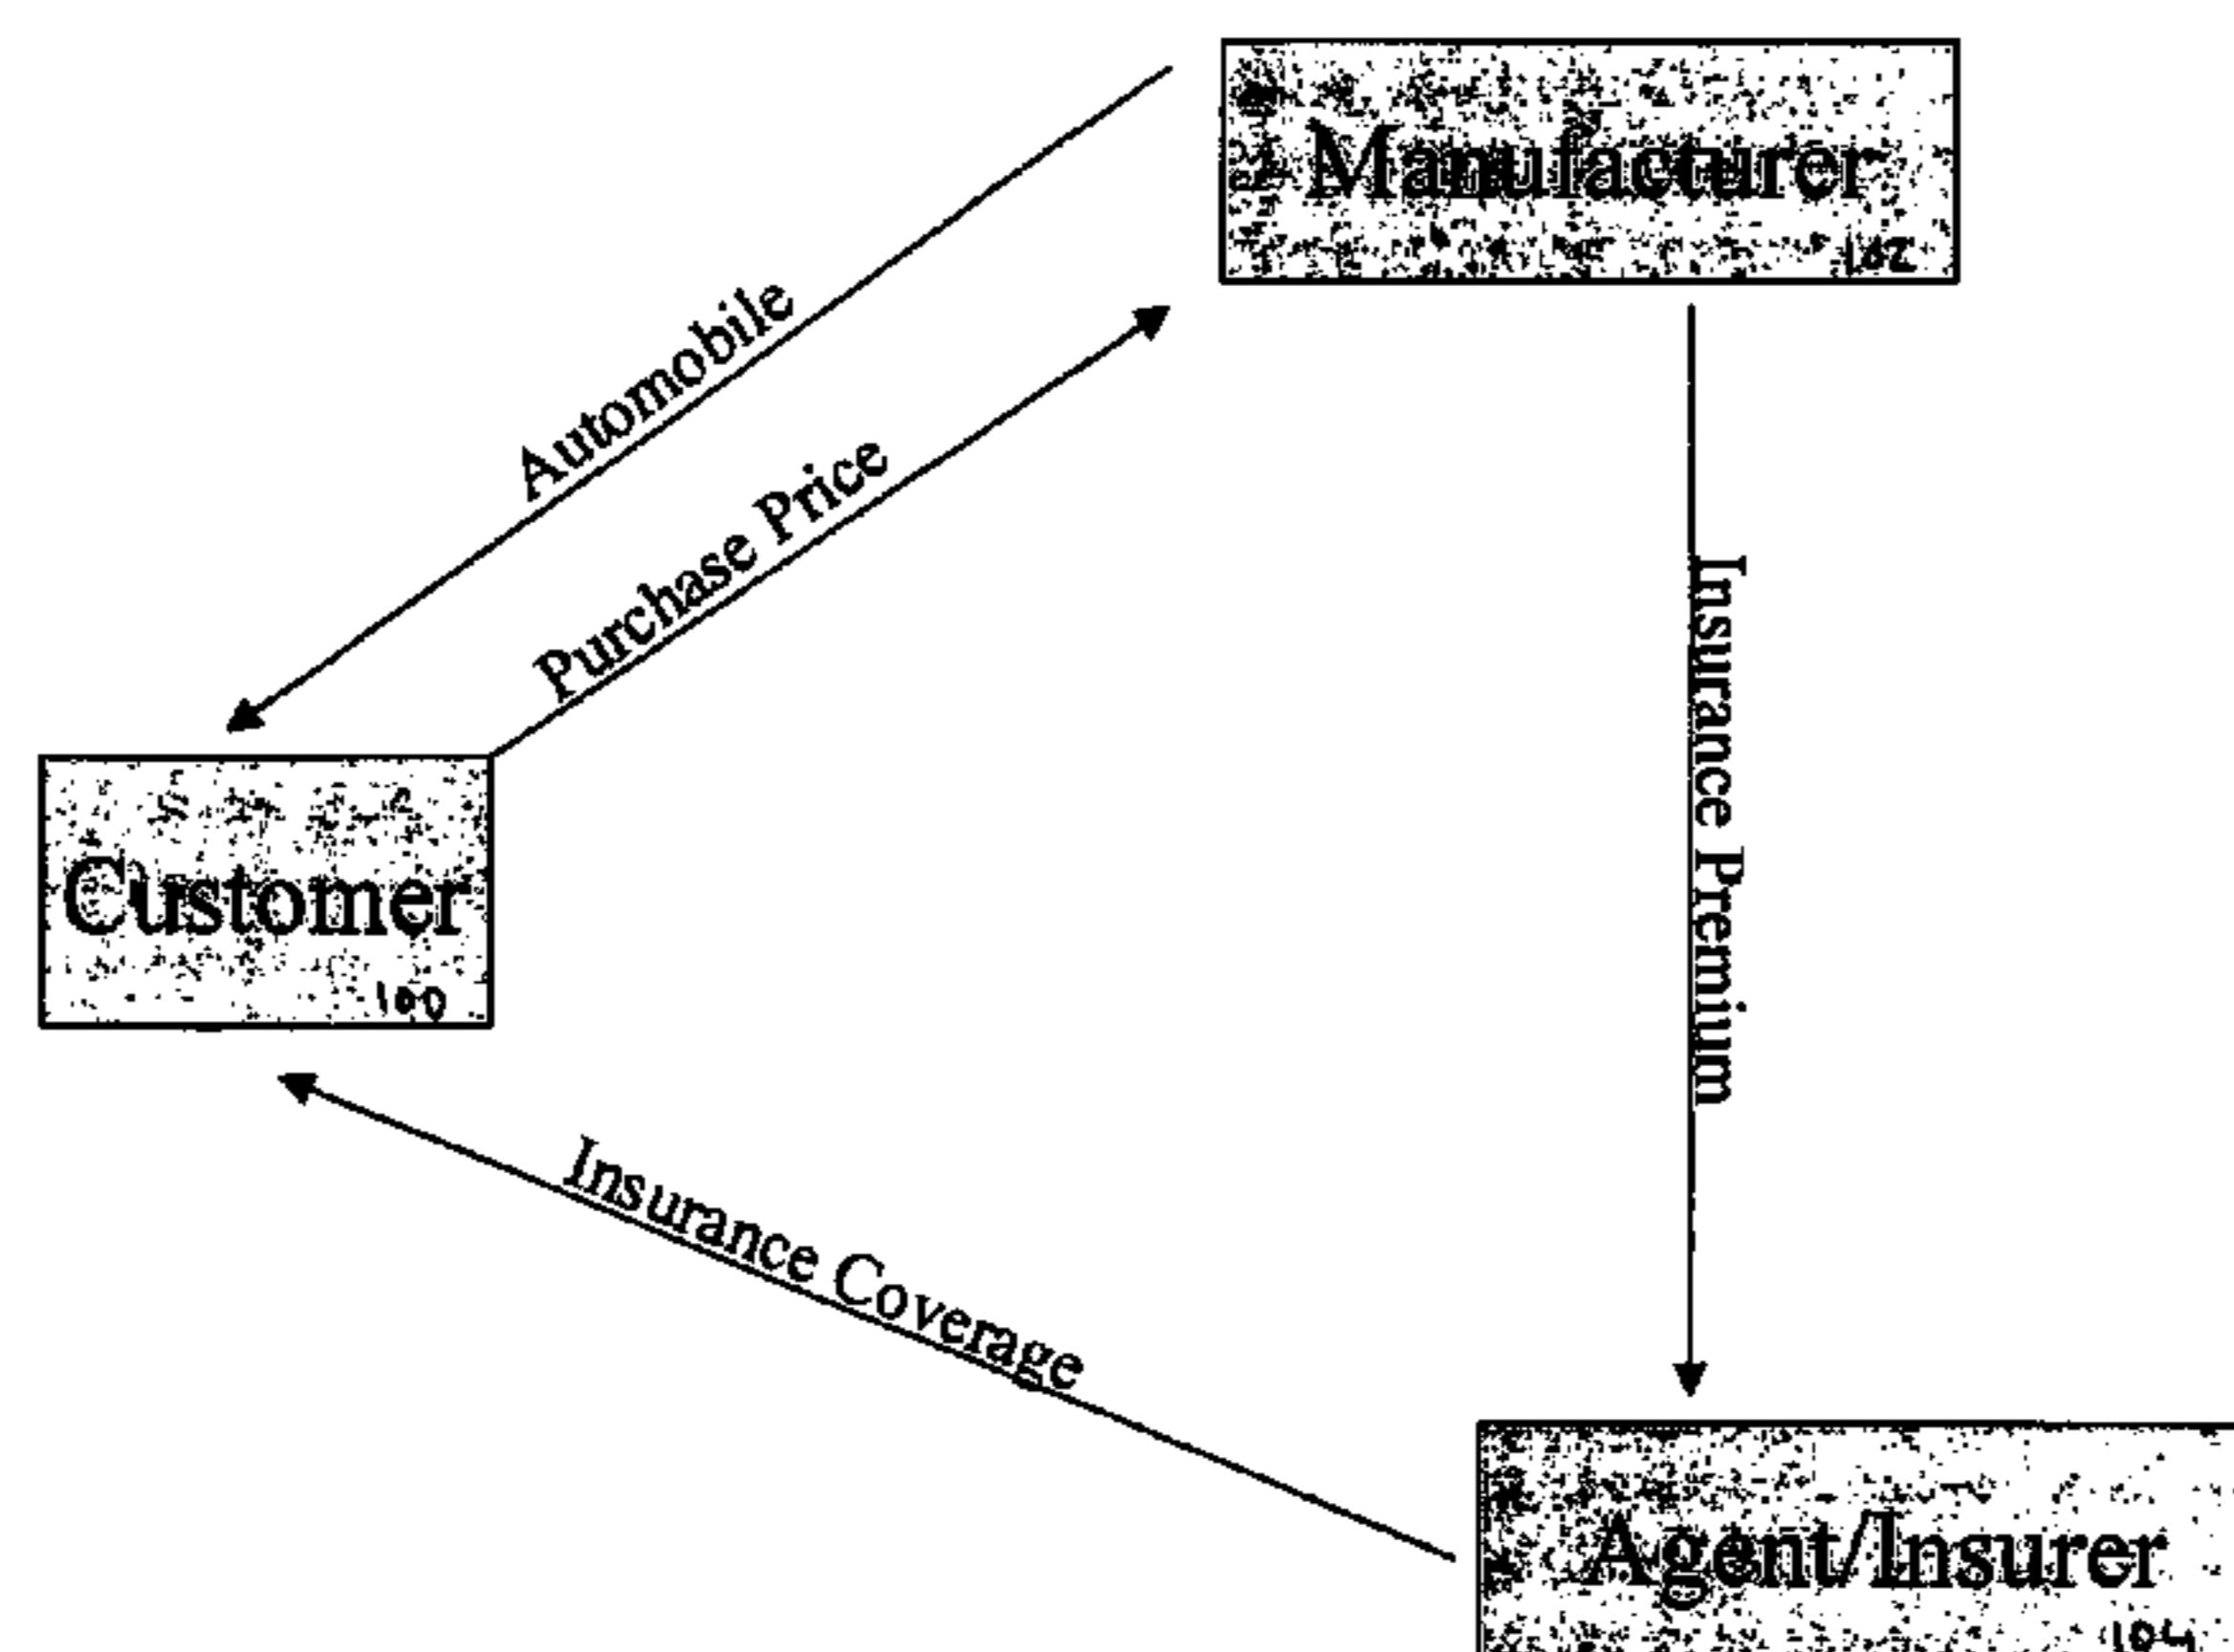 Manufacturer
102
Automobile
Purchase Price
Insurance Premium
Customer
100
Insurance Coverage
Agent/Insurer
104